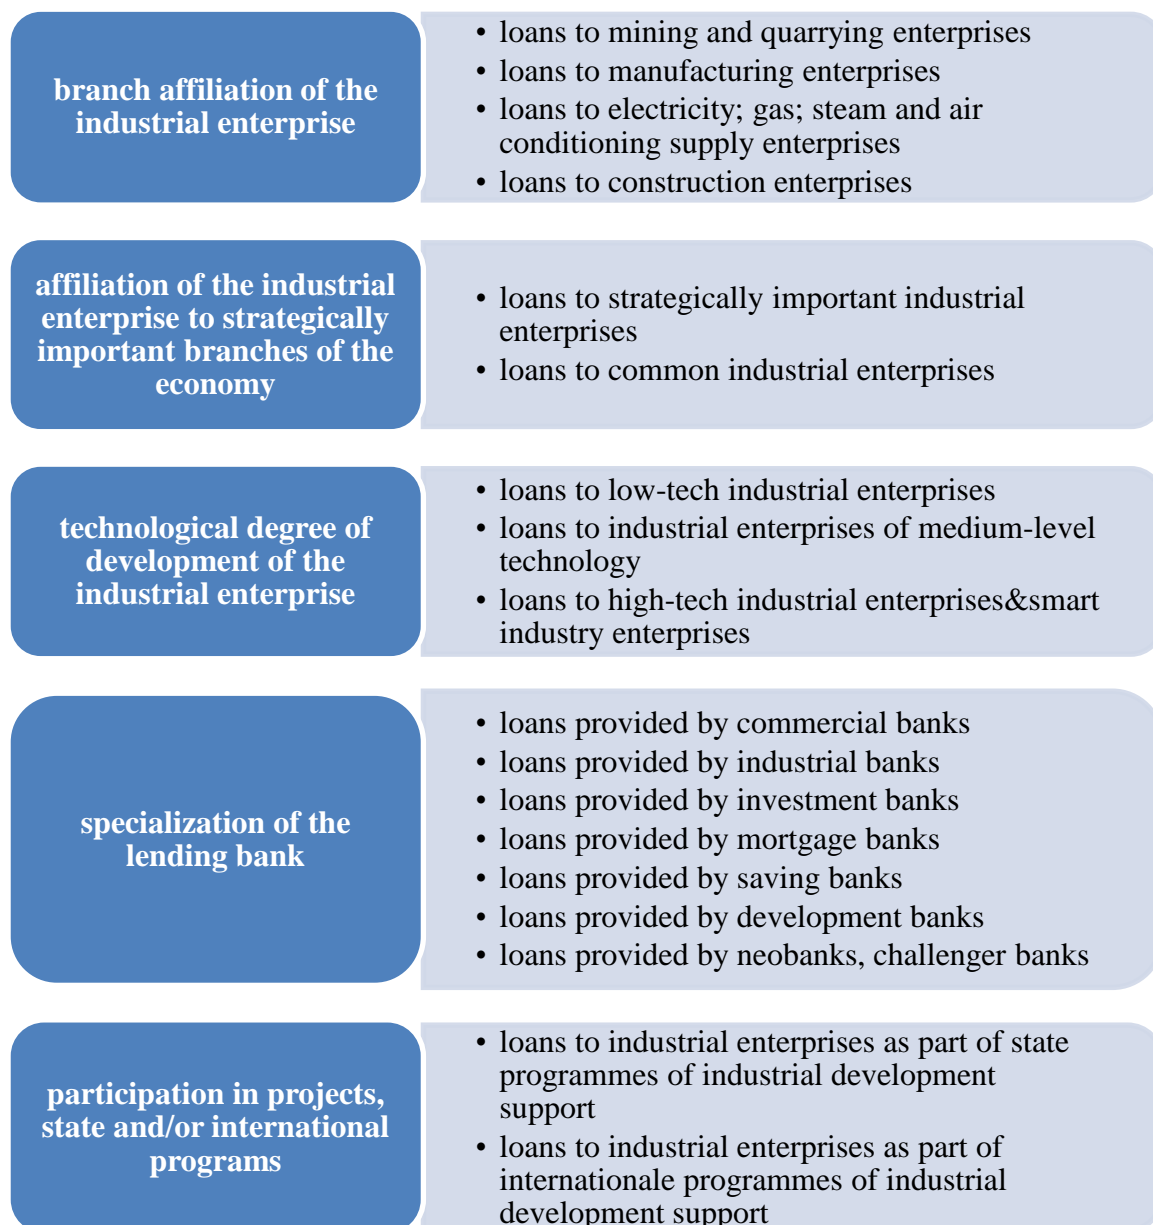 branch affiliation of the
industrial enterprise
• loans to mining and quarrying enterprises
• loans to manufacturing enterprises
• loans to electricity; gas; steam and air
conditioning supply enterprises
• loans to construction enterprises
affiliation of the industrial
enterprise to strategically
important branches of the
economy
• loans to strategically important industrial
enterprises
• loans to common industrial enterprises
technological degree of
development of the
industrial enterprise
• loans to low-tech industrial enterprises
• loans to industrial enterprises of medium-level
technology
• loans to high-tech industrial enterprises&smart
industry enterprises
specialization of the
lending bank
• loans provided by commercial banks
• loans provided by industrial banks
• loans provided by investment banks
• loans provided by mortgage banks
• loans provided by saving banks
• loans provided by development banks
• loans provided by neobanks, challenger banks
participation in projects,
state and/or international
programs
• loans to industrial enterprises as part of state
programmes of industrial development
support
• loans to industrial enterprises as part of
internationale programmes of industrial
development support